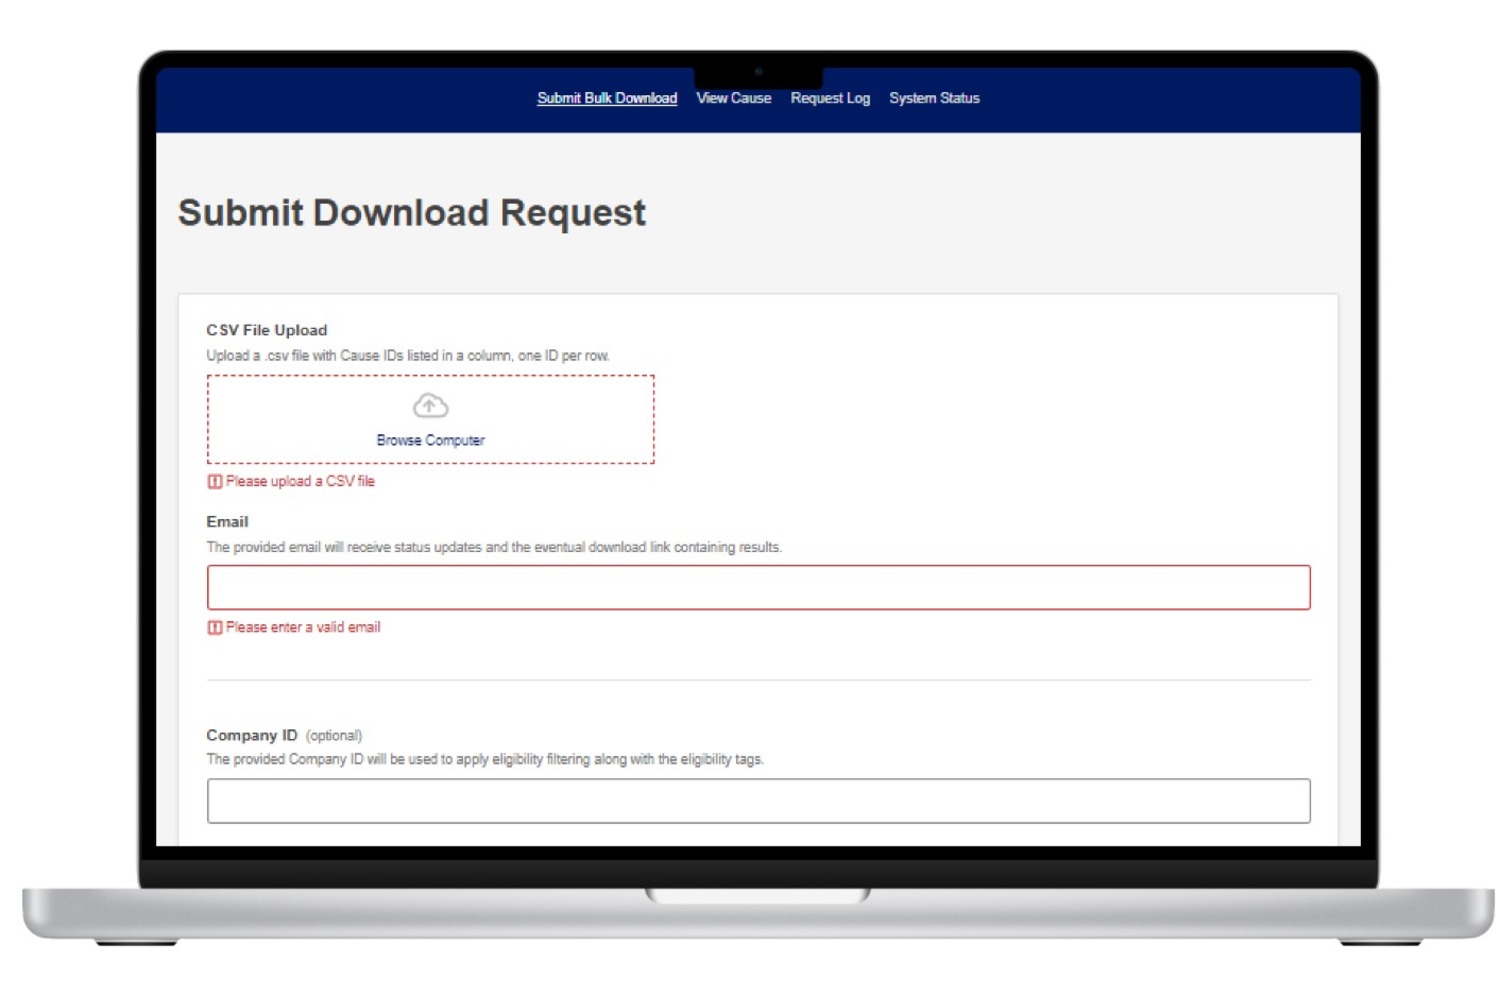 Submit Bulk Download View Cause Request Log System Status
Submit Download Request
CSV File Upload
Upload a .csv file with Cause IDs listed in a column, one ID per row.
Browse Computer
Please upload a CSV file
Email
The provided email will receive status updates and the eventual download link containing results.
Please enter a valid email
Company ID (optional)
The provided Company ID will be used to apply eligibility filtering along with the eligibility tags.